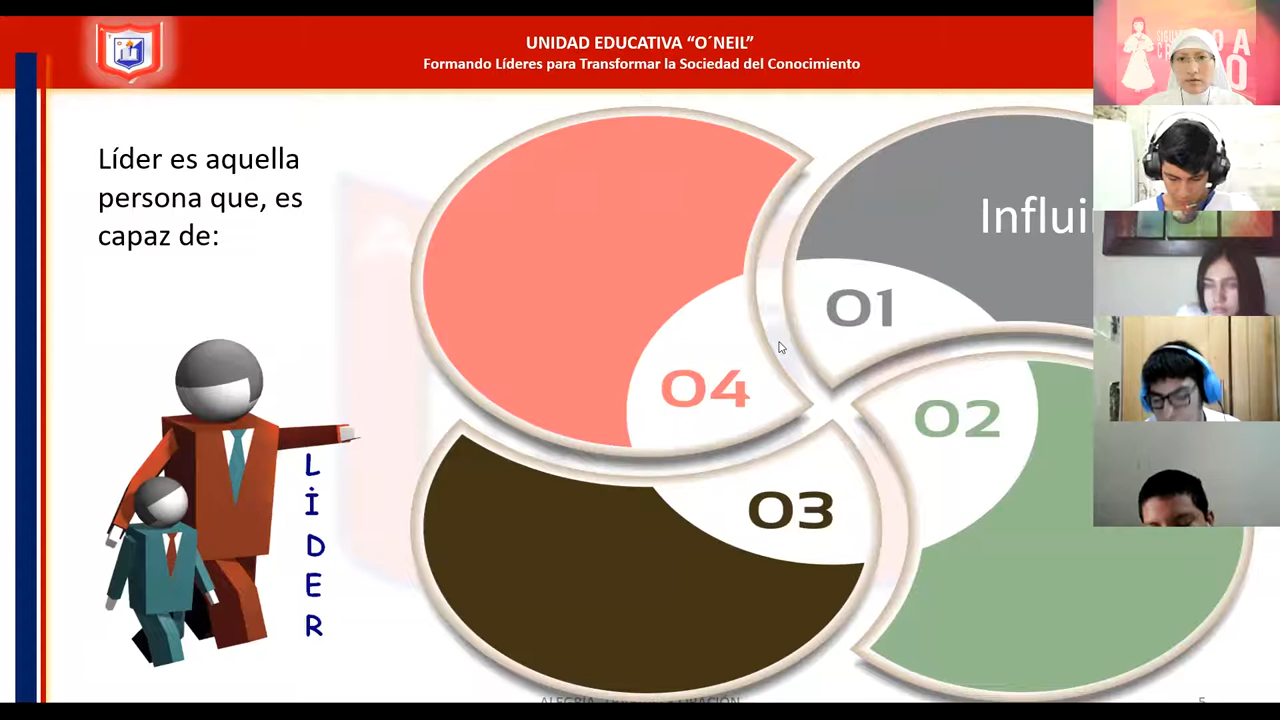 UNIDAD EDUCATIVA “O´NEIL”
Formando Líderes para Transformar la Sociedad del Conocimiento
Líder es aquella
persona que, es
capaz de:
Influi
01
02
03
04
L
Í
D
E
R
5